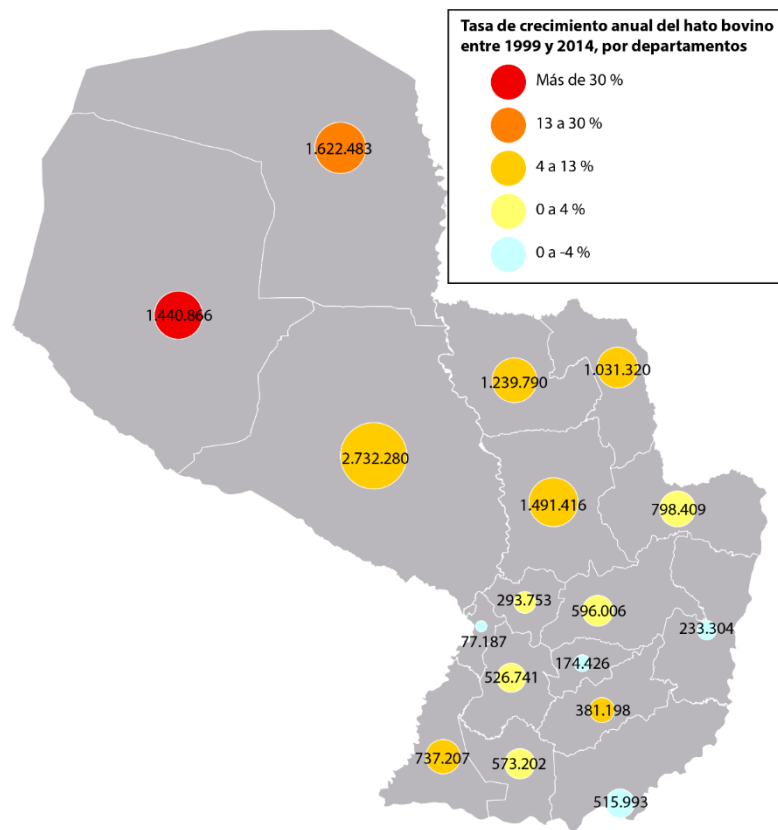 Tasa de crecimiento anual del hato bovino
entre 1999 y 2014, por departamentos
Más de 30 %
13 a 30 %
4 a 13 %
0 a 4 %
0 a -4 %
1.622.483
1.440.866
1.239.790
1.031.320
2.732.280
1.491.416
798.409
293.753
596.006
77.187
233.304
174.426
526.741
381.198
737.207
573.202
515.993